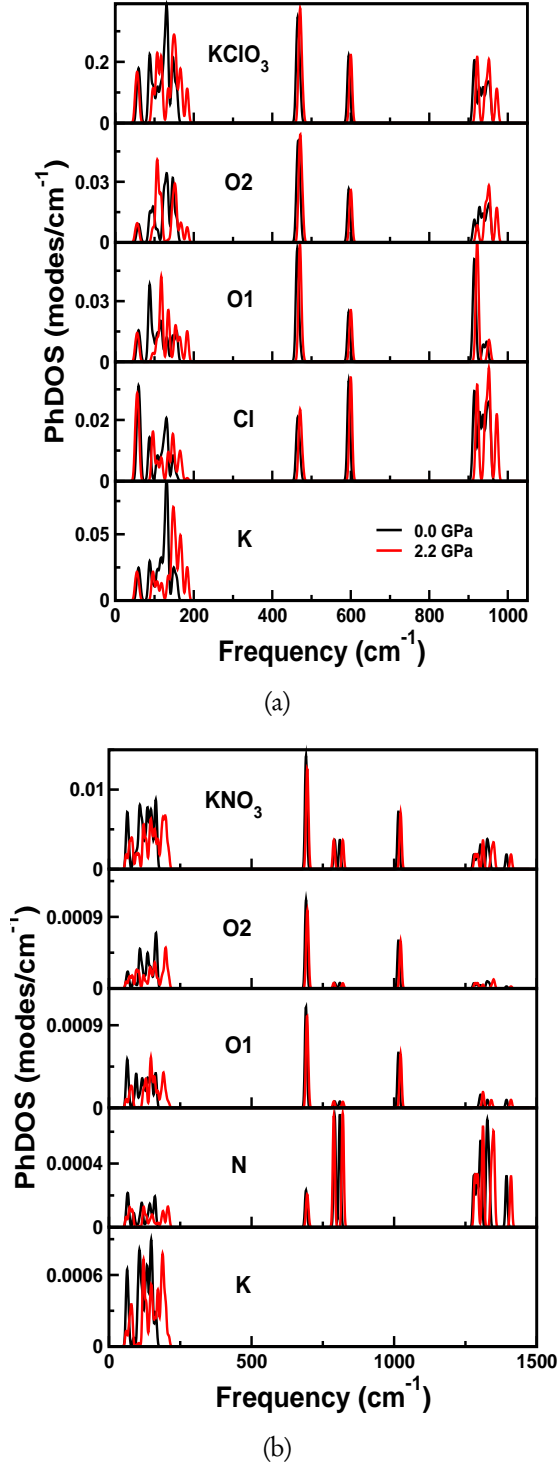 KClO3
0.2
0
O2
0.03
0
O1
0.03
0
Cl
0.02
0
K
0.05
0
0.0 GPa
2.2 GPa
0 200 400 600 800 1000
PhDOS (modes/cm-1)
Frequency (cm-1)
(a)
KNO3
0.01
0
O2
0.0009
0
O1
0.0009
0
N
0.0004
0
K
0.0006
0
0 500 1000 1500
PhDOS (modes/cm-1)
Frequency (cm-1)
(b)